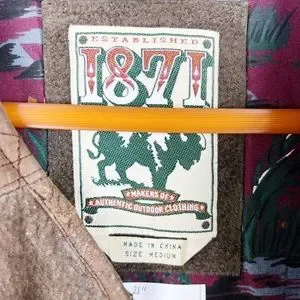 ESTABLISHED
1871
MAKERS OF
AUTHENTIC OUTDOOR CLOTHING
MADE IN CHINA
SIZE MEDIUM